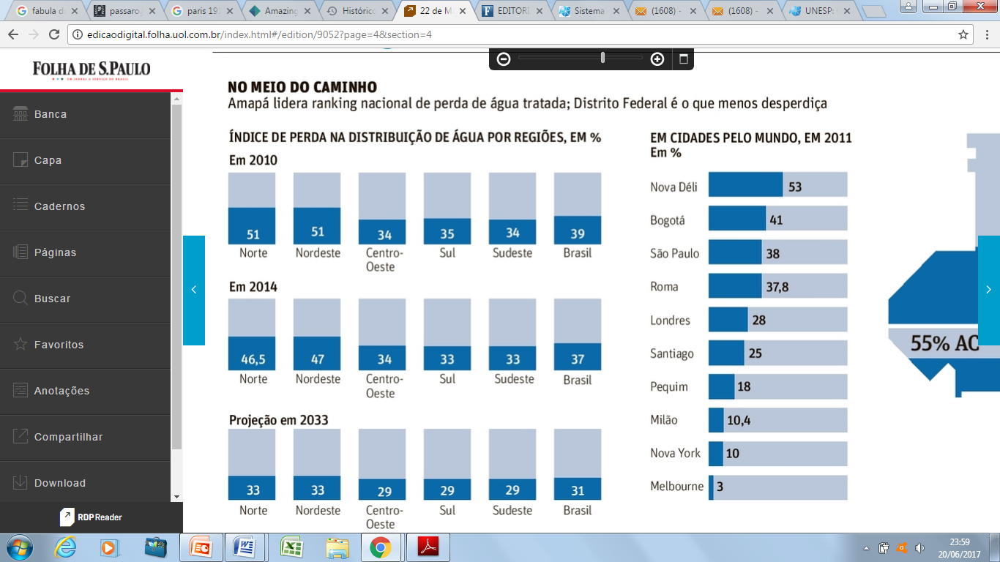 fabula d
passaro.
paris 19
Amazing
Históric
22 de M
EDITORI
Sistema
(1608) -
(1608) -
UNESP:
edicaodigital.folha.uol.com.br/index.html#/edition/9052?page=4&section=4
FOLHA DE S.PAULO
Banca
Capa
Cadernos
Páginas
Buscar
Favoritos
Anotações
Compartilhar
Download
RDP Reader
NO MEIO DO CAMINHO
Amapá lidera ranking nacional de perda de água tratada; Distrito Federal é o que menos desperdiça
ÍNDICE DE PERDA NA DISTRIBUIÇÃO DE ÁGUA POR REGIÕES, EM %
Em 2010
51 51 34 35 34 39
Norte Nordeste Centro-Oeste Sul Sudeste Brasil
Em 2014
46,5 47 34 33 33 37
Norte Nordeste Centro-Oeste Sul Sudeste Brasil
Projeção em 2033
33 33 29 29 29 31
Norte Nordeste Centro-Oeste Sul Sudeste Brasil
EM CIDADES PELO MUNDO, EM 2011
Em %
Nova Déli 53
Bogotá 41
São Paulo 38
Roma 37,8
Londres 28
Santiago 25
Pequim 18
Milão 10,4
Nova York 10
Melbourne 3
55% AC
23:59
20/06/2017